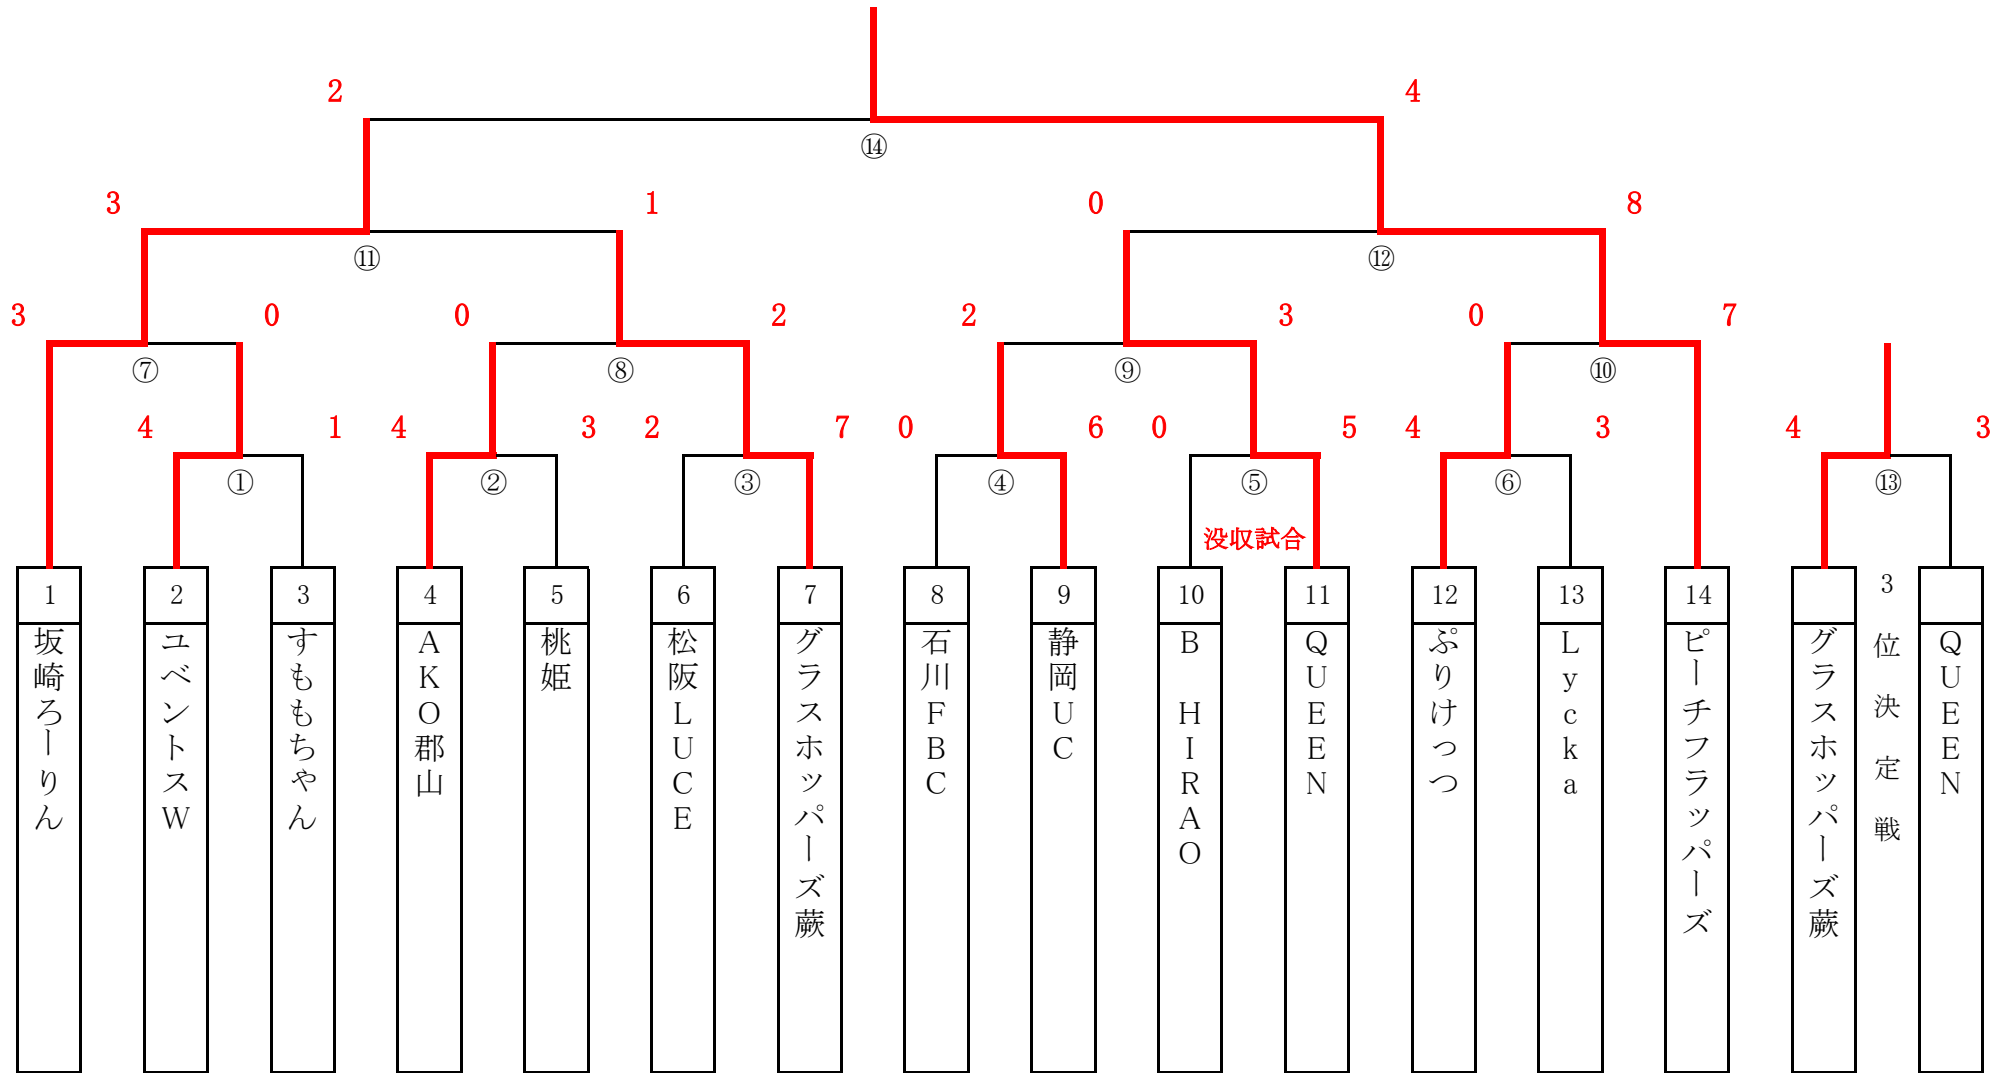 2 4
⑭
3 1 0 8
⑪ ⑫
3 0 0 2 2 3 0 7
⑦ ⑧ ⑨ ⑩
4 1 4 3 2 7 0 6 0 5 4 3 4 3
① ② ③ ④ ⑤ ⑥ ⑬
没収試合
1 2 3 4 5 6 7 8 9 10 11 12 13 14
坂崎ろーりん
ユベントスW
すももちゃん
AKO郡山
桃姫
松阪LUCE
グラスホッパーズ蕨
石川FBC
静岡UC
B HIRAO
QUEEN
ぷりけっつ
Lycka
ピーチフラッパーズ
グラスホッパーズ蕨
3位決定戦
QUEEN